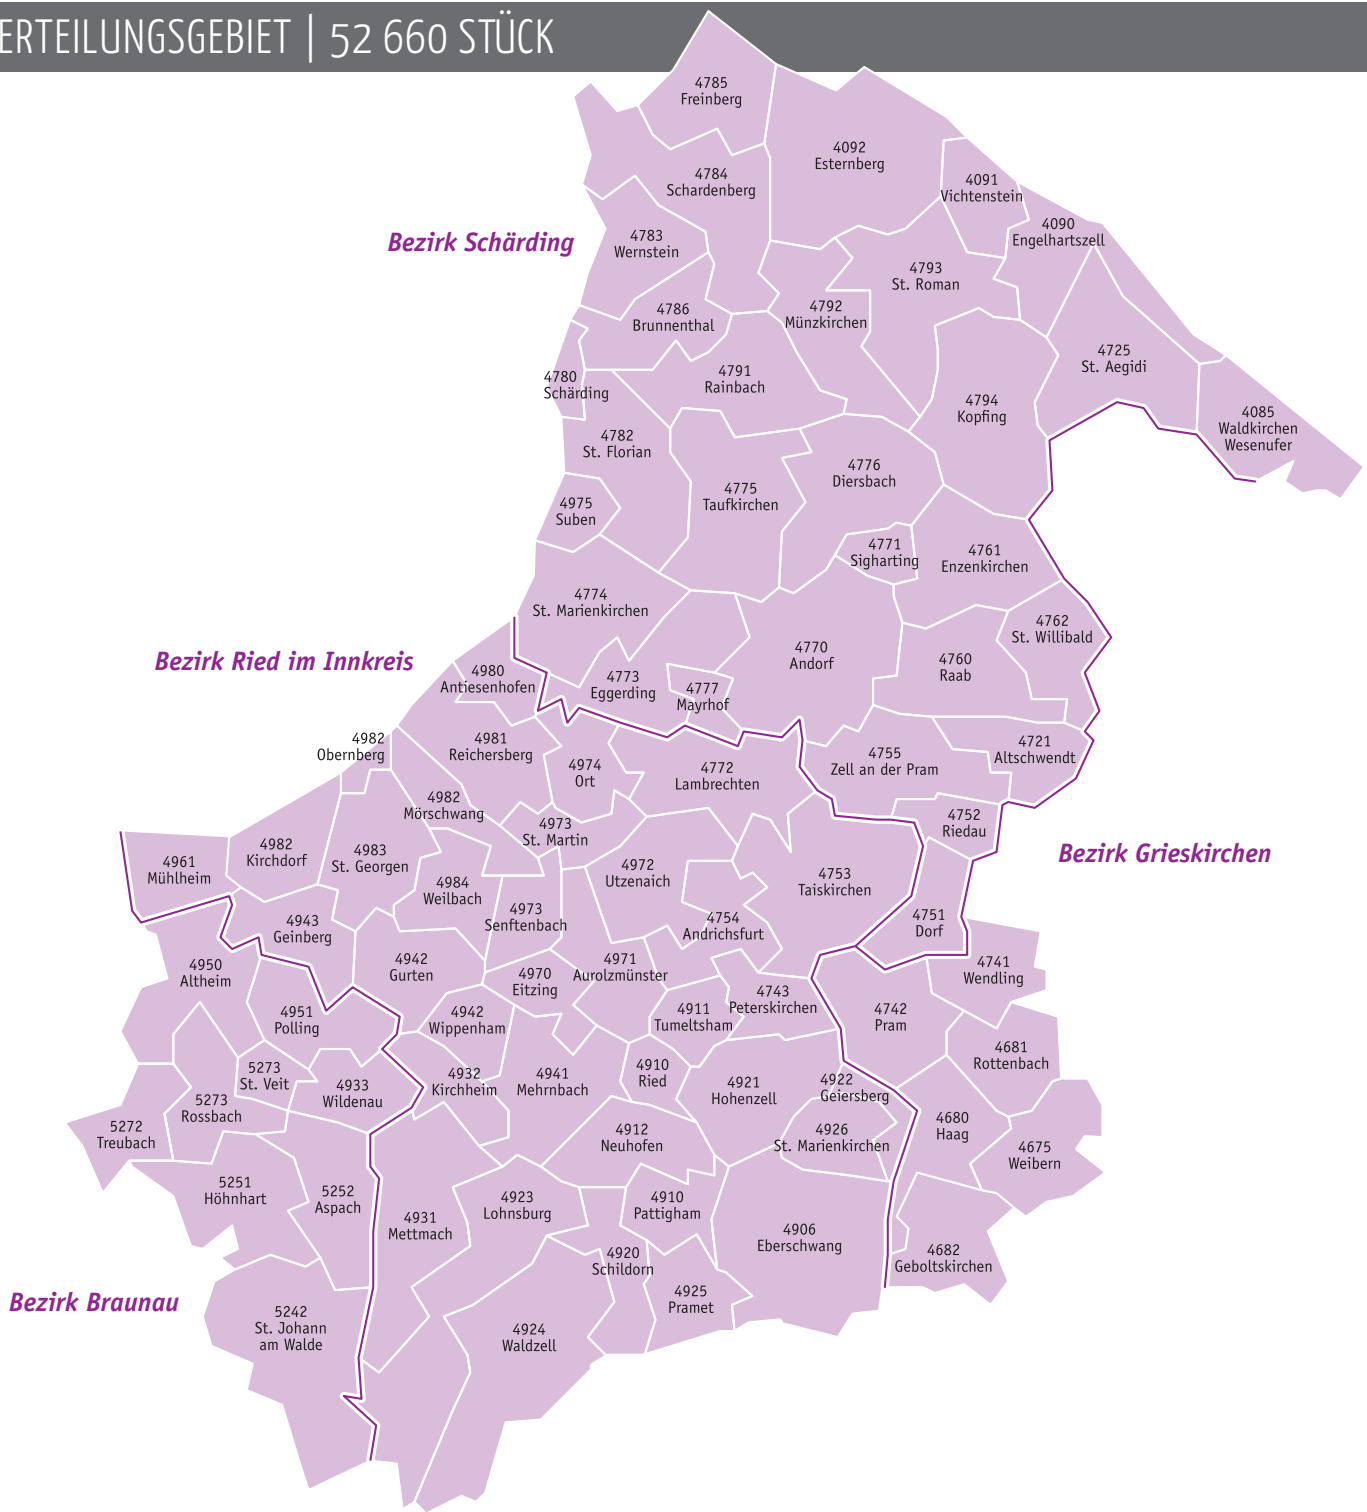 ERTEILUNGSGEBIET | 52 660 STÜCK
4785
Freinberg
4092
Esternberg
4784
Schardenberg
4091
Vichtenstein
4090
Engelhartszell
Bezirk Schärding
4783
Wernstein
4793
St. Roman
4786
Brunnenthal
4792
Münzkirchen
4725
St. Aegidi
4780
Schärding
4791
Rainbach
4794
Kopfing
4085
Waldkirchen
Wesenufer
4782
St. Florian
4776
Diersbach
4775
Taufkirchen
4975
Suben
4771
Sigharting
4761
Enzenkirchen
4774
St. Marienkirchen
4762
St. Willibald
Bezirk Ried im Innkreis
4770
Andorf
4760
Raab
4980
Antiesenhofen
4773
Eggerding
4777
Mayrhof
4982
Obernberg
4981
Reichersberg
4974
Ort
4772
Lambrechten
4755
Zell an der Pram
4721
Altschwendt
4982
Mörschwang
4973
St. Martin
4752
Riedau
Bezirk Grieskirchen
4961
Mühlheim
4982
Kirchdorf
4983
St. Georgen
4984
Weilbach
4972
Utzenaich
4753
Taiskirchen
4943
Geinberg
4973
Senftenbach
4754
Andrichsfurt
4751
Dorf
4950
Altheim
4942
Gurten
4970
Eitzing
4971
Aurolzmünster
4741
Wendling
4743
Peterskirchen
4951
Polling
4942
Wippenham
4911
Tumeltsham
4742
Pram
4681
Rottenbach
5273
St. Veit
4933
Wildenau
4932
Kirchheim
4941
Mehrnbach
4910
Ried
4921
Hohenzell
4922
Geiersberg
5273
Rossbach
5272
Treubach
4912
Neuhofen
4926
St. Marienkirchen
4680
Haag
4675
Weibern
5251
Höhnhart
5252
Aspach
4923
Lohnsburg
4910
Pattigham
4931
Mettmach
4906
Eberschwang
4920
Schildorn
4682
Geboltskirchen
Bezirk Braunau
4925
Pramet
5242
St. Johann
am Walde
4924
Waldzell